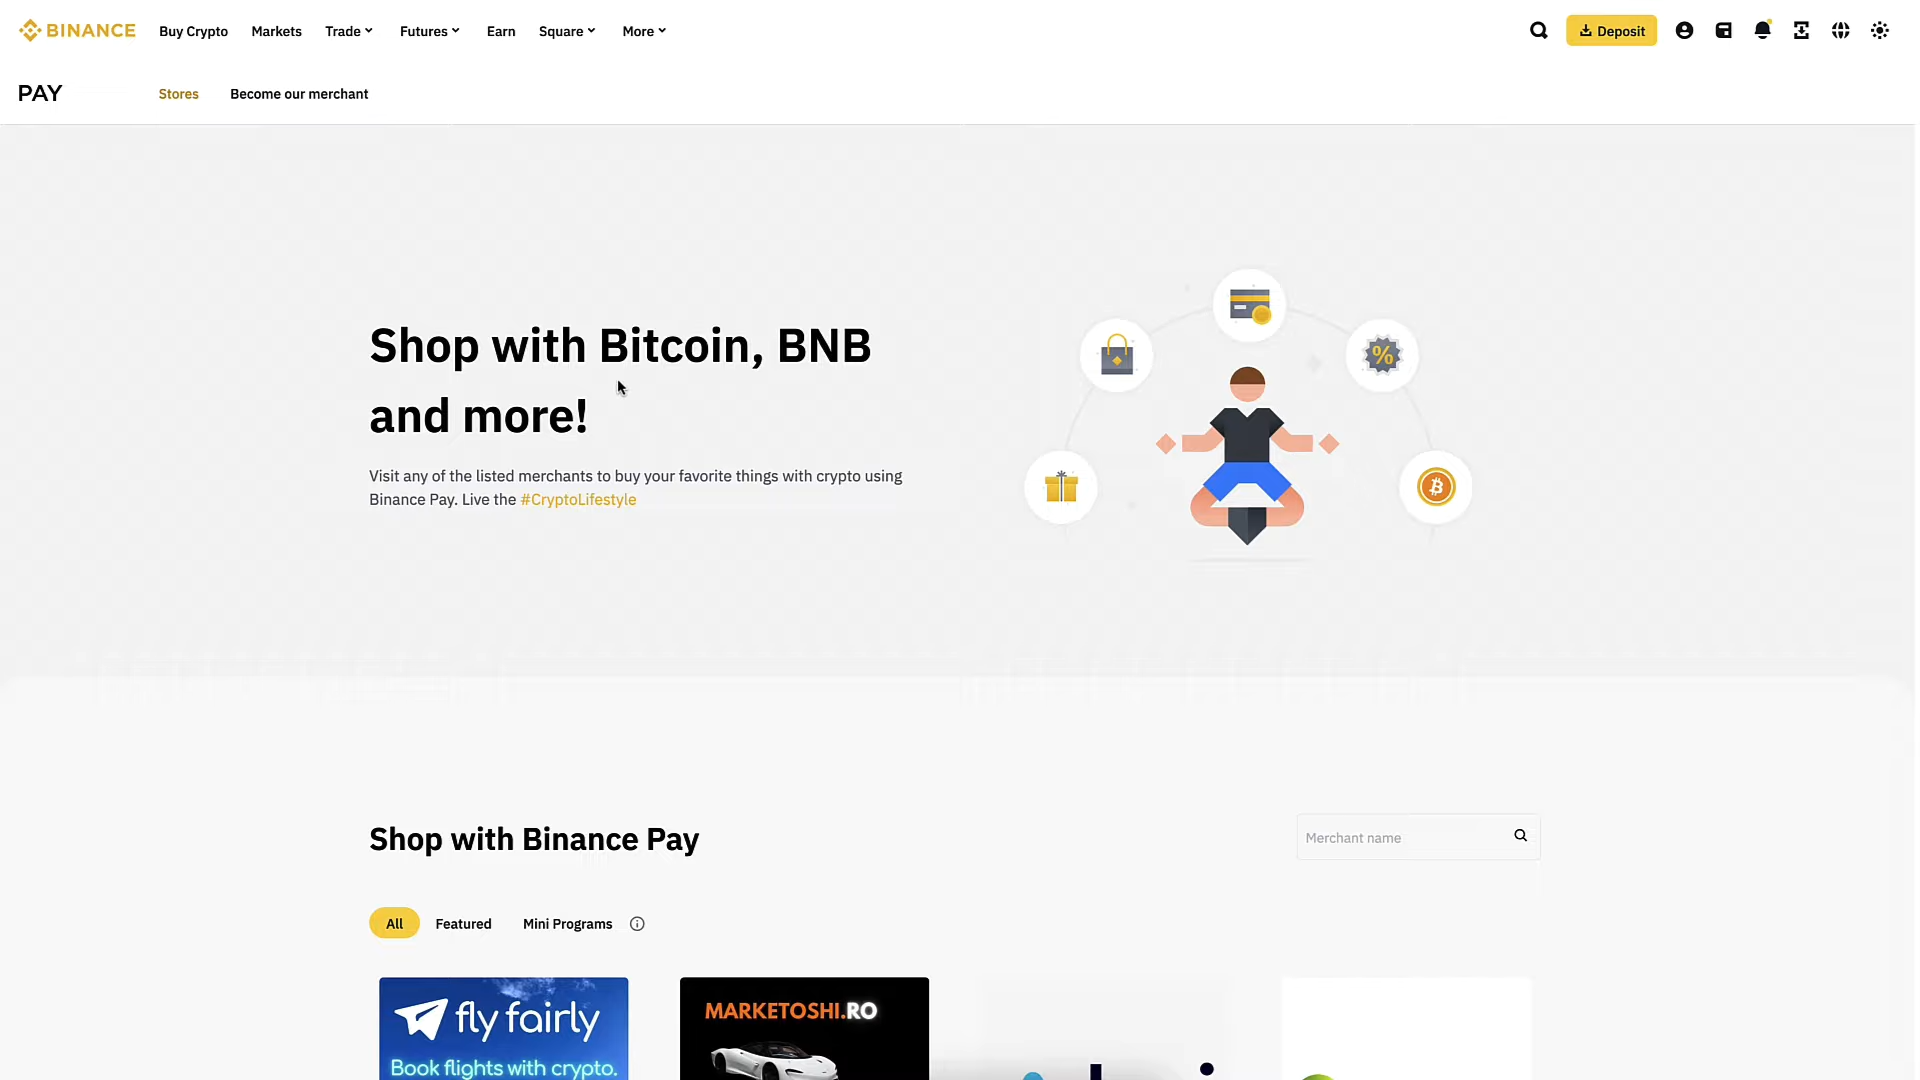 BINANCE Buy Crypto Markets Trade Futures Earn Square More Deposit
PAY Stores Become our merchant
Shop with Bitcoin, BNB
and more!
Visit any of the listed merchants to buy your favorite things with crypto using
Binance Pay. Live the #CryptoLifestyle
Shop with Binance Pay
Merchant name
All Featured Mini Programs
fly fairly
Book flights with crypto.
MARKETOSHI.RO